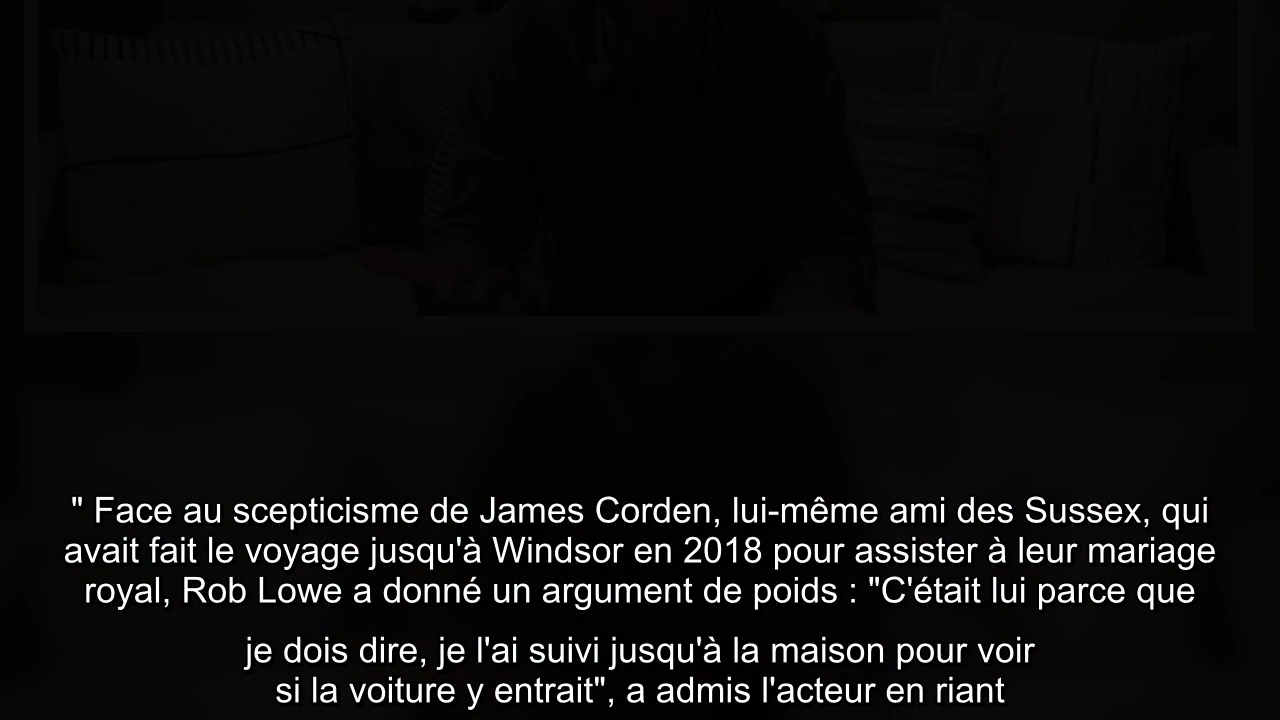 " Face au scepticisme de James Corden, lui-même ami des Sussex, qui
avait fait le voyage jusqu'à Windsor en 2018 pour assister à leur mariage
royal, Rob Lowe a donné un argument de poids : "C'était lui parce que
je dois dire, je l'ai suivi jusqu'à la maison pour voir
si la voiture y entrait", a admis l'acteur en riant